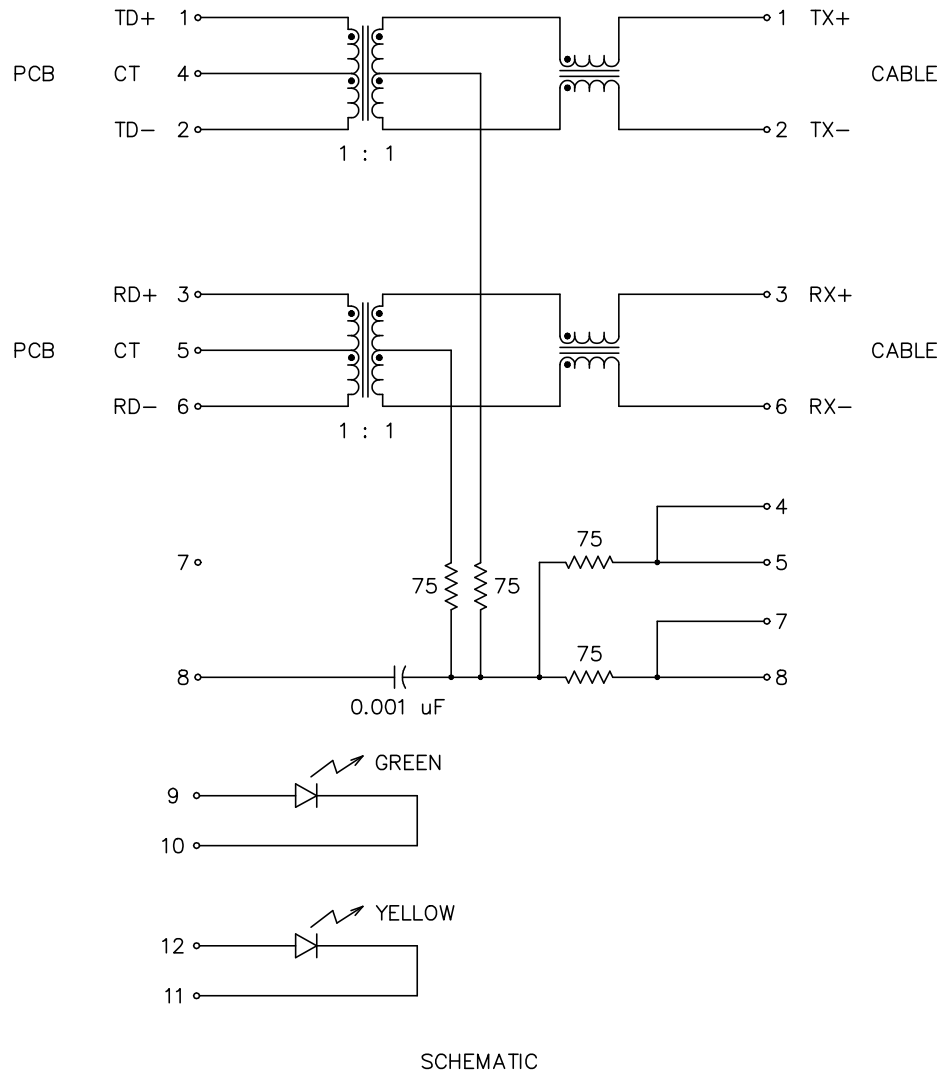 TD+ 1 1 TX+
PCB CT 4 CABLE
TD− 2 2 TX−
1 : 1
RD+ 3 3 RX+
PCB CT 5 CABLE
RD− 6 6 RX−
1 : 1
4
75
7 5
75 75
7
75
8 8
0.001 uF
GREEN
9
10
YELLOW
12
11
SCHEMATIC